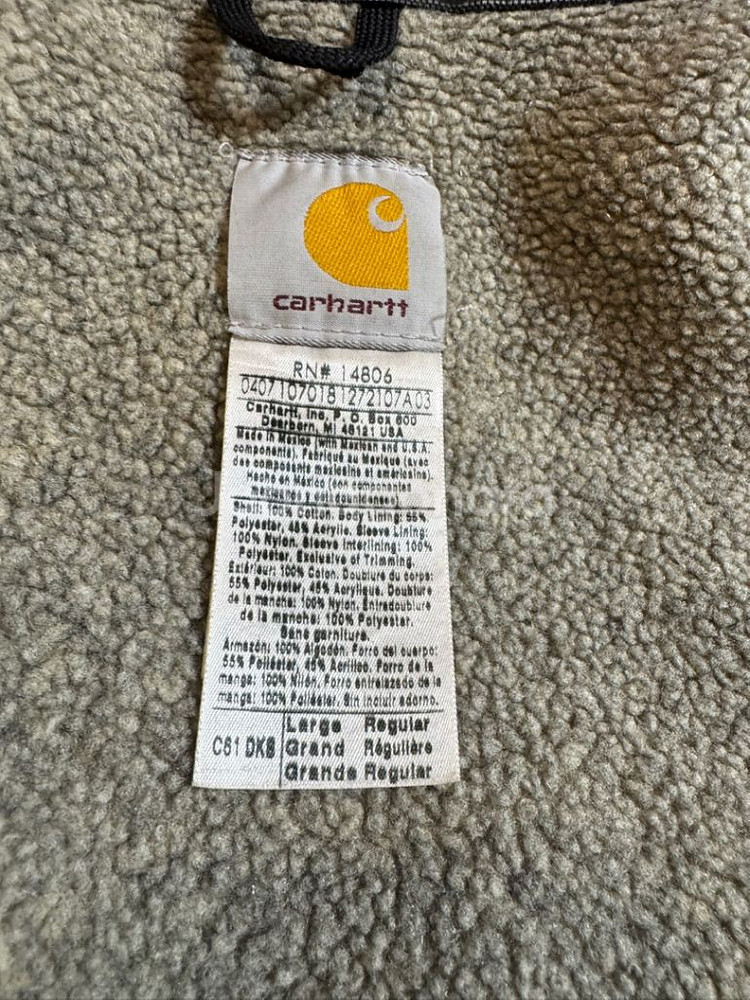 carhartt
RN# 14806
0407107018 1272107A03
Carhartt, Inc. P. O. Box 600
Dearborn, MI 48121 USA
Made in Mexico (with Mexican and U.S.A.
components). Fabriqué au Mexique (avec
des composants mexicains et américains).
Hecho en México (con componentes
mexicanos y estadounidenses).
Shell: 100% Cotton. Body Lining: 55%
Polyester, 45% Acrylic. Sleeve Lining:
100% Nylon. Sleeve Interlining: 100%
Polyester. Exclusive of Trimming.
Extérieur: 100% Coton. Doublure du corps:
55% Polyester, 45% Acrylique. Doublure
de la manche: 100% Nylon. Entredoublure
de la manche: 100% Polyester.
Sans garniture.
Armazón: 100% Algodón. Forro del cuerpo:
55% Poliéster, 45% Acrílico. Forro de la
manga: 100% Nilón. Forro entrelazado de la
manga: 100% Poliéster. Sin incluir adorno.
C61 DKB
Large Regular
Grand Régulière
Grande Regular